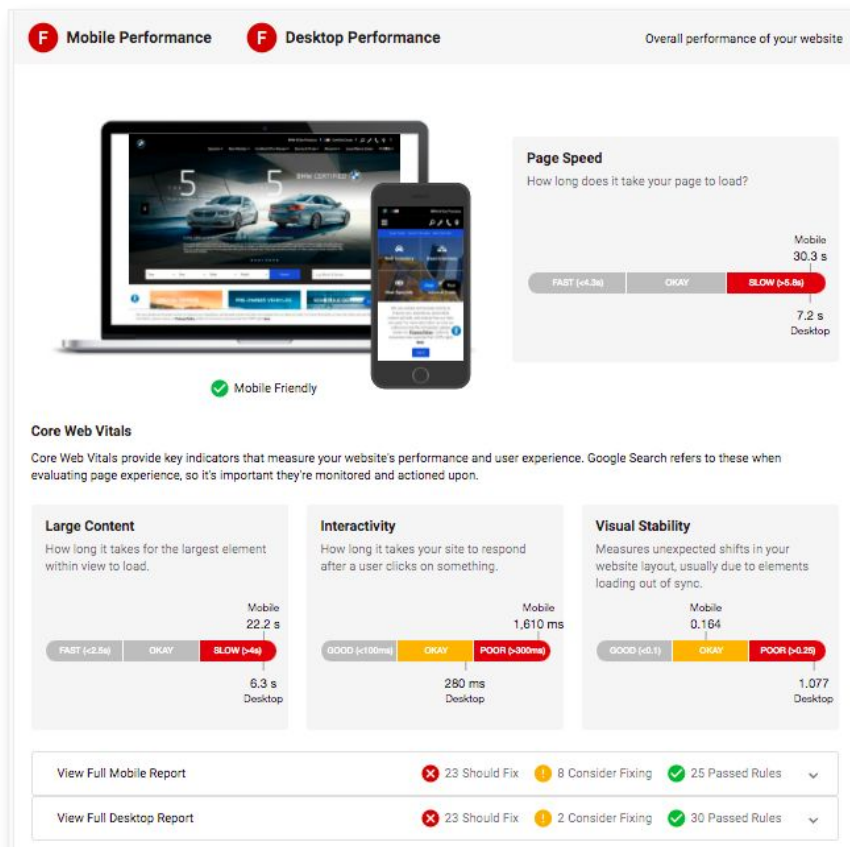 F Mobile Performance
F Desktop Performance
Overall performance of your website
BMW CERTIFIED
PRE-OWNED VEHICLES
Page Speed
How long does it take your page to load?
Mobile
30.3 s
FAST (<4.3s) OKAY SLOW (>5.8s)
7.2 s
Desktop
Mobile Friendly
Core Web Vitals
Core Web Vitals provide key indicators that measure your website's performance and user experience. Google Search refers to these when
evaluating page experience, so it's important they're monitored and actioned upon.
Large Content
How long it takes for the largest element
within view to load.
Mobile
22.2 s
FAST (<2.5s) OKAY SLOW (>4s)
6.3 s
Desktop
Interactivity
How long it takes your site to respond
after a user clicks on something.
Mobile
1,610 ms
GOOD (<100ms) OKAY POOR (>300ms)
280 ms
Desktop
Visual Stability
Measures unexpected shifts in your
website layout, usually due to elements
loading out of sync.
Mobile
0.164
GOOD (<0.1) OKAY POOR (>0.25)
1.077
Desktop
View Full Mobile Report 23 Should Fix 8 Consider Fixing 25 Passed Rules
View Full Desktop Report 23 Should Fix 2 Consider Fixing 30 Passed Rules